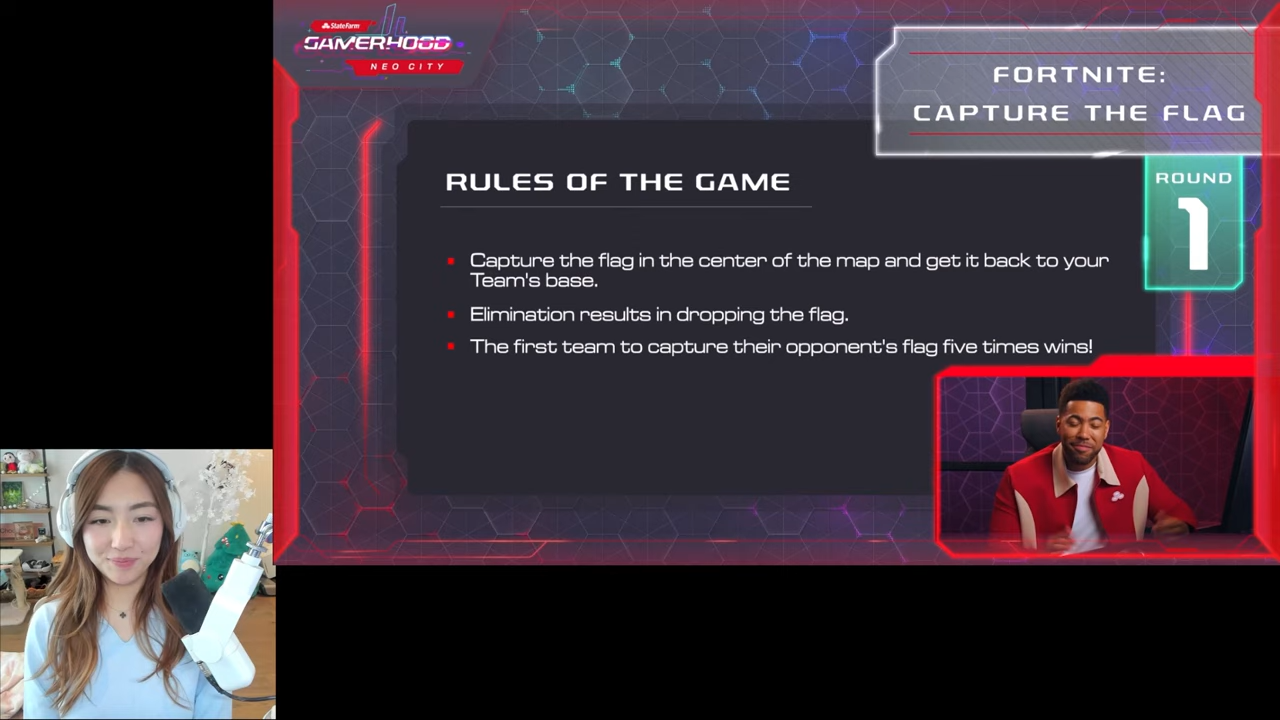 StateFarm
GAMERHOOD
NEO CITY
FORTNITE:
CAPTURE THE FLAG
ROUND
1
RULES OF THE GAME
Capture the flag in the center of the map and get it back to your
Team's base.
Elimination results in dropping the flag.
The first team to capture their opponent's flag five times wins!